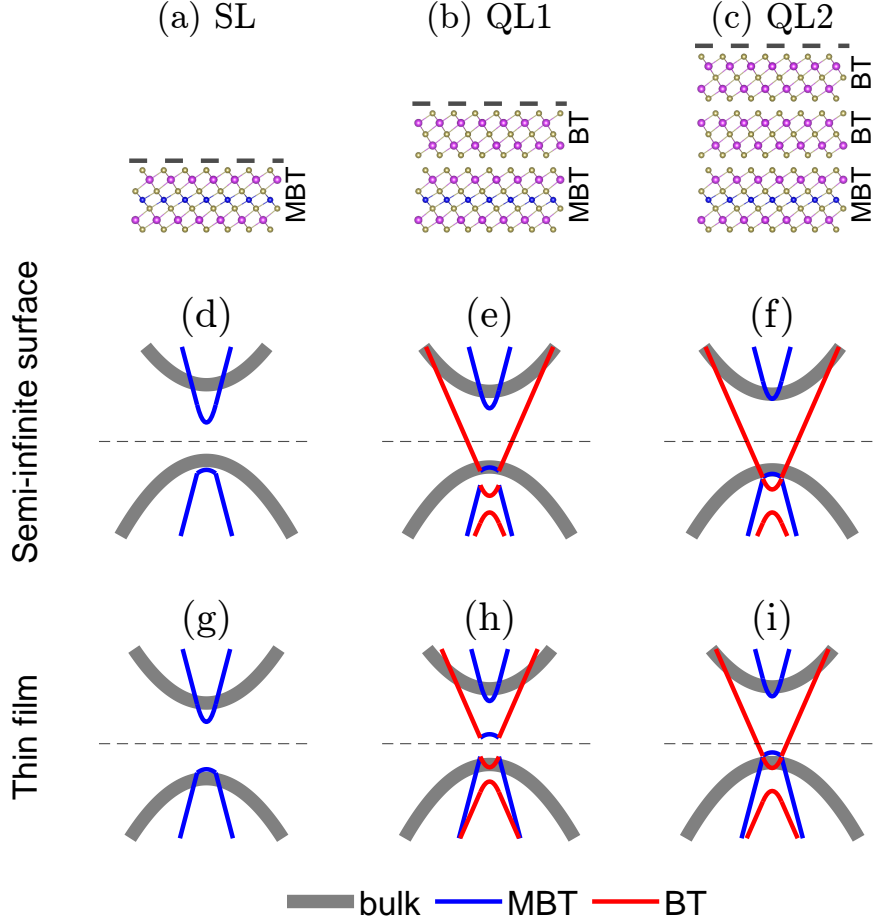 (a) SL
(b) QL1
(c) QL2
MBT
BT
MBT
BT
BT
MBT
Semi-infinite surface
(d)
(e)
(f)
Thin film
(g)
(h)
(i)
bulk
MBT
BT